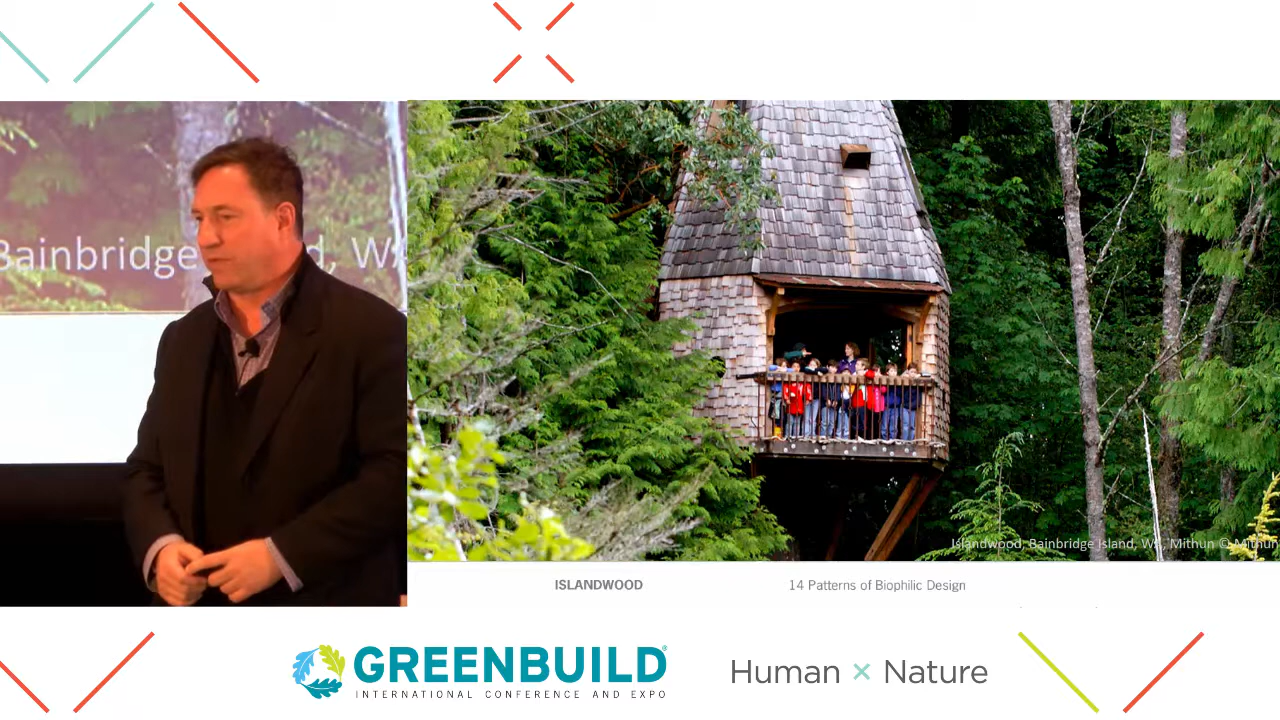 Bainbridge
d, W
Islandwood, Bainbridge Island, WA, Mithun © Mithun
ISLANDWOOD
14 Patterns of Biophilic Design
GREENBUILD®
INTERNATIONAL CONFERENCE AND EXPO
Human × Nature